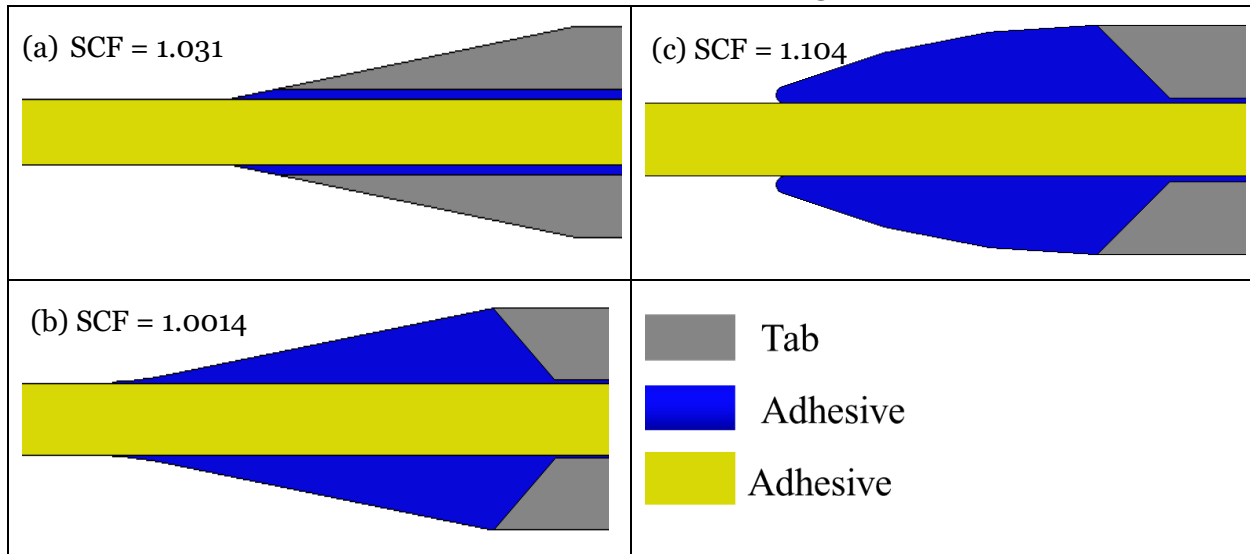 (a) SCF = 1.031
(c) SCF = 1.104
(b) SCF = 1.0014
Tab
Adhesive
Adhesive